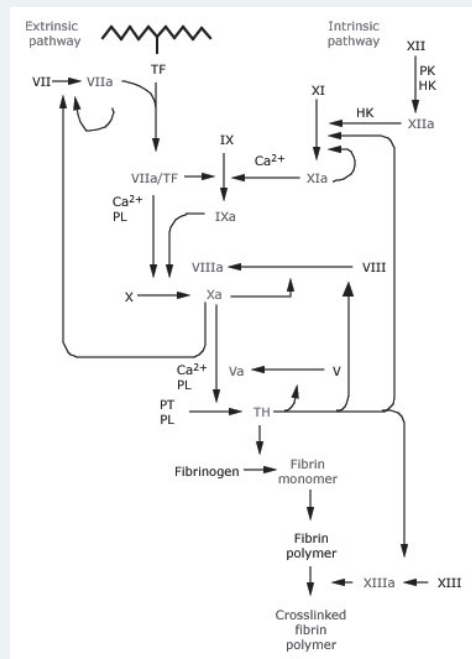 Extrinsic
pathway
Intrinsic
pathway
XII
TF
PK
HK
VII
VIIa
XI
HK
XIIa
IX
Ca2+
VIIa/TF
XIa
Ca2+
PL
IXa
VIIIa
VIII
X
Xa
Ca2+
PL
Va
V
PT
PL
TH
Fibrinogen
Fibrin
monomer
Fibrin
polymer
XIIIa
XIII
Crosslinked
fibrin
polymer